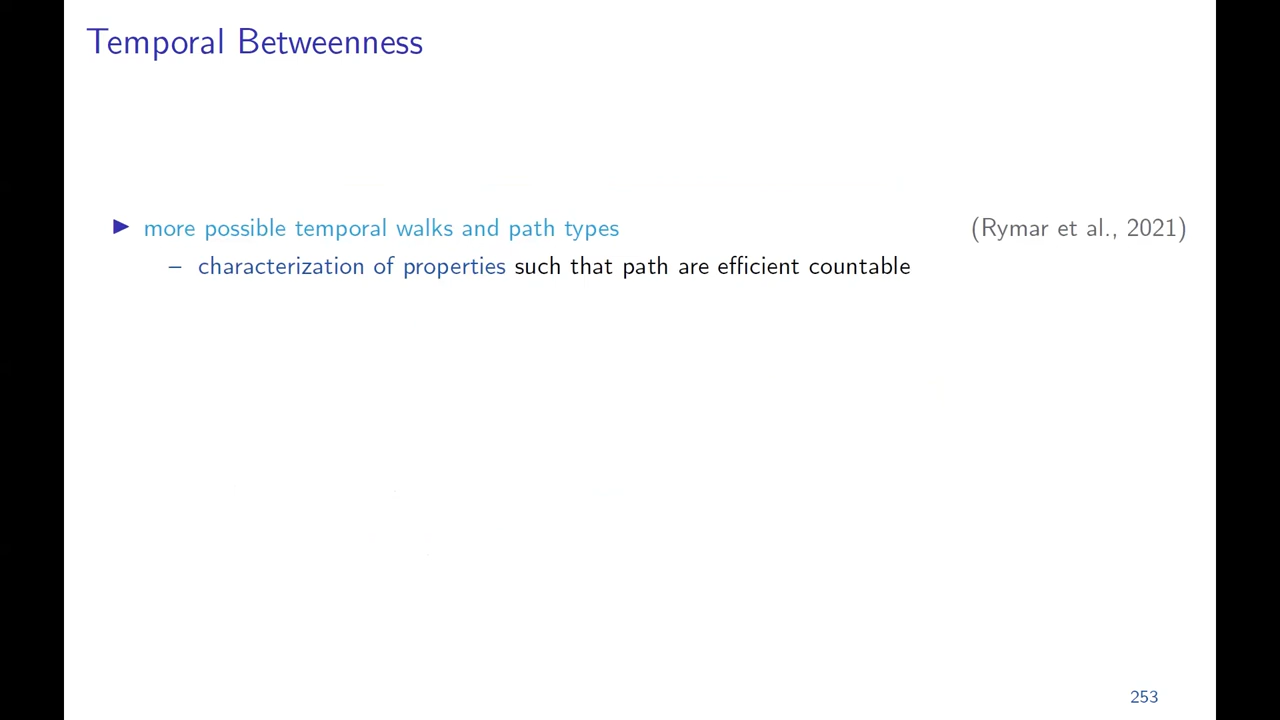 Temporal Betweenness
▶ more possible temporal walks and path types (Rymar et al., 2021)
– characterization of properties such that path are efficient countable
253